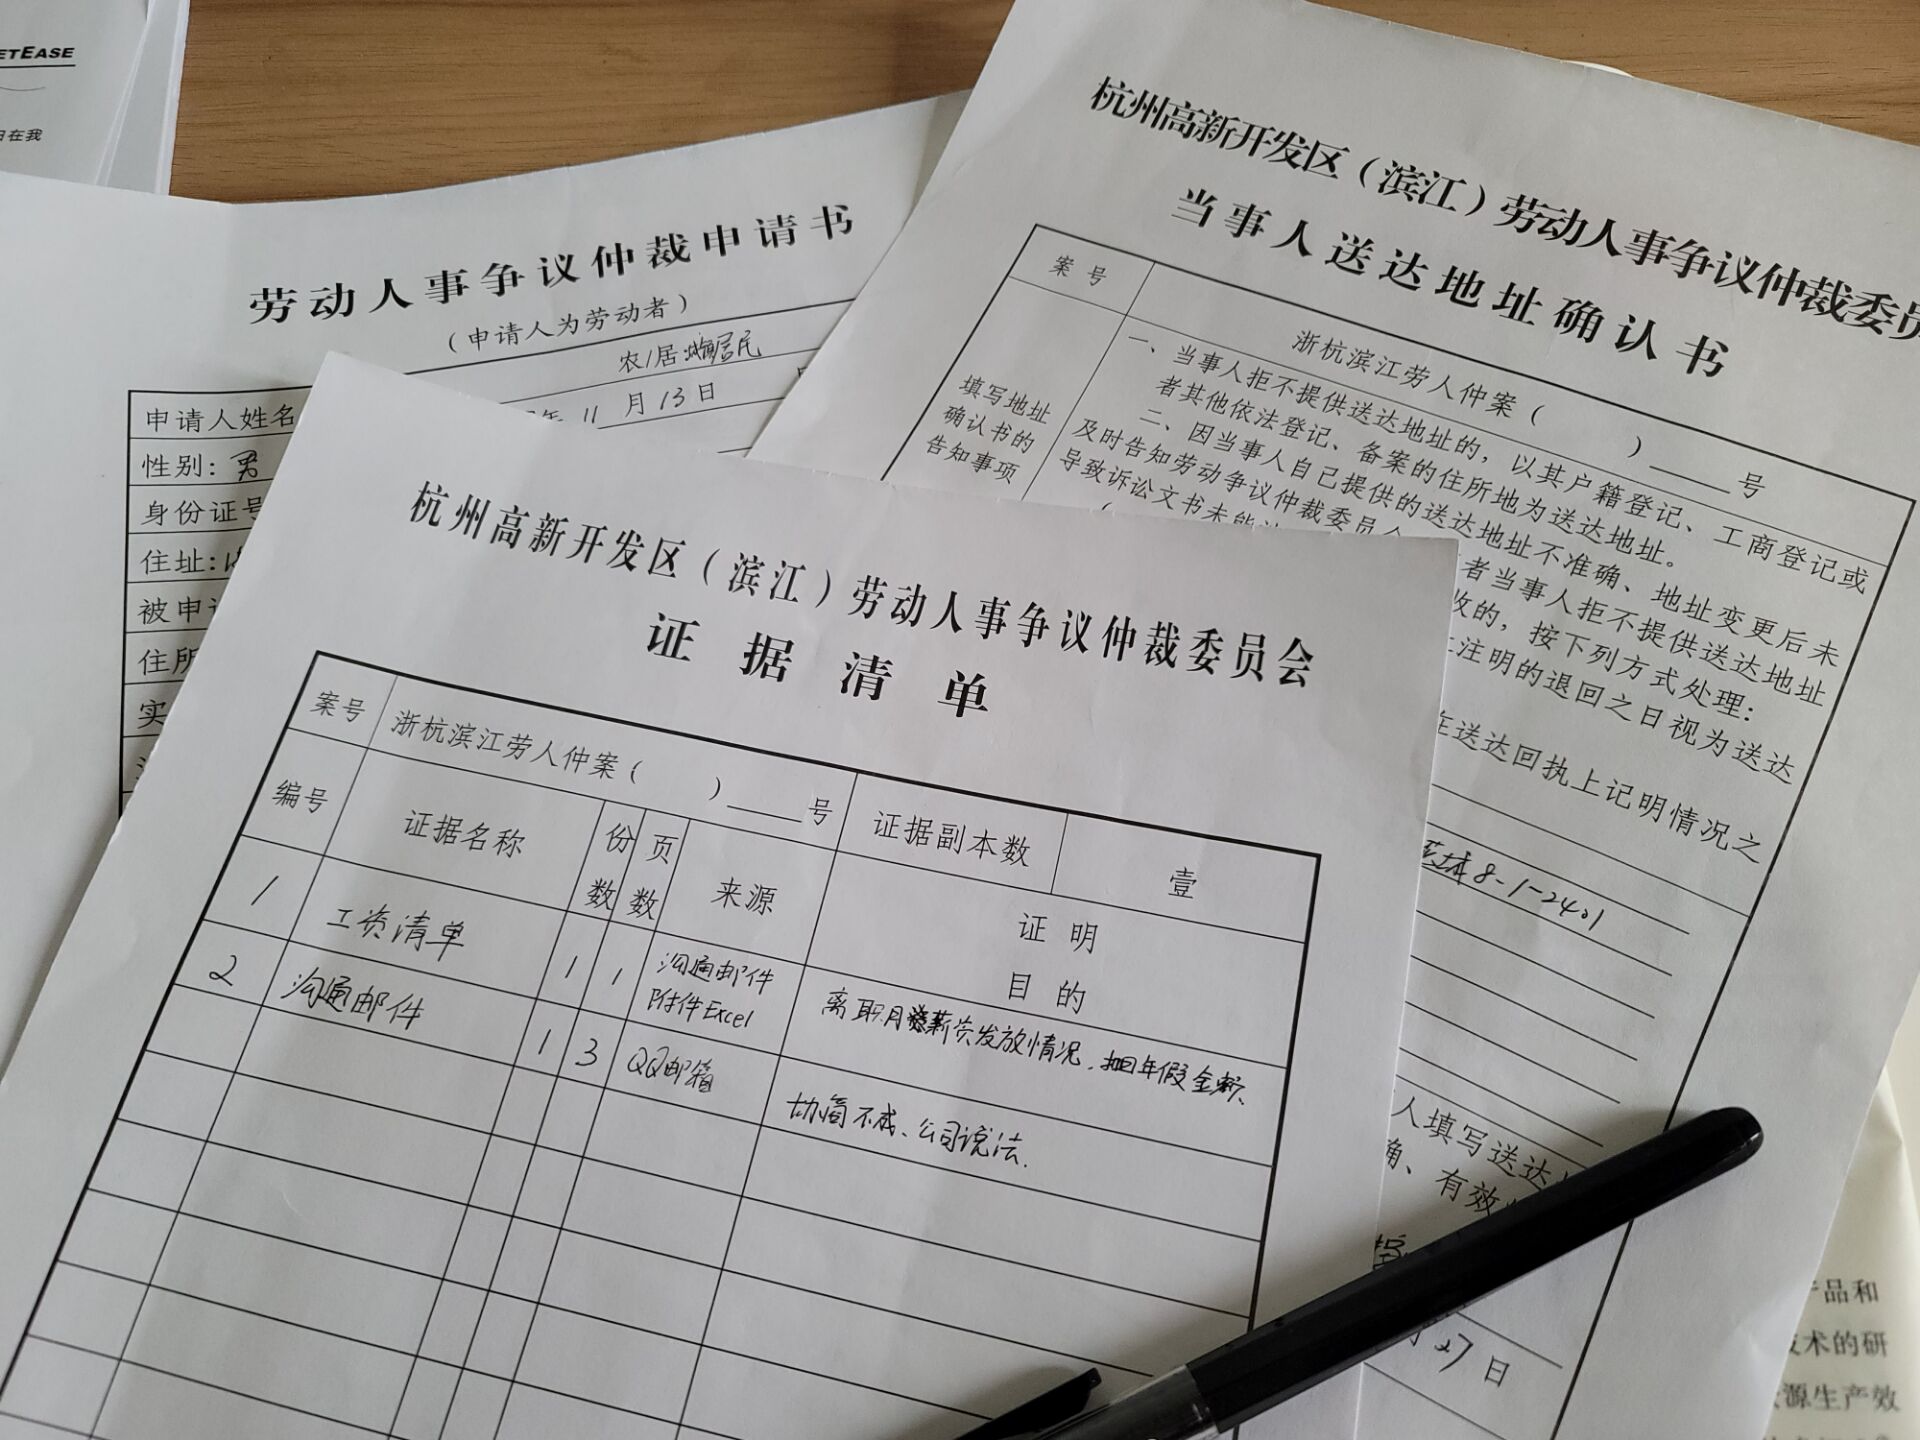 ETEASE
在我
劳动人事争议仲裁申请书
（申请人为劳动者）
农/居
11月13日
申请人姓名
性别：男
身份证号
住址：
被申
住所
实
杭州高新开发区（滨江）劳动人事争议仲裁委员
当事人送达地址确认书
案号
浙杭滨江劳人仲案（ ）____号
填写地址
确认书的
告知事项
一、当事人拒不提供送达地址的，以其户籍登记、工商登记或
者其他依法登记、备案的住所地为送达地址。
二、因当事人自己提供的送达地址不准确、地址变更后未
及时告知劳动争议仲裁委员
者当事人拒不提供送达地址
导致诉讼文书未能
收的，按下列方式处理：
注明的退回之日视为送达
在送达回执上记明情况之
8-1-2401
人填写送达
确、有效
27日
杭州高新开发区（滨江）劳动人事争议仲裁委员会
证据清单
案号 浙杭滨江劳人仲案（ ）____号 证据副本数 壹
编号 证据名称 份数 页数 来源 证明目的
1 工资清单 1 1 沟通邮件附件Excel 离职月薪资发放情况，扣回年假金额、
2 沟通邮件 1 3 QQ邮箱 协商不成、公司说法.
产品和
技术的研
源生产效